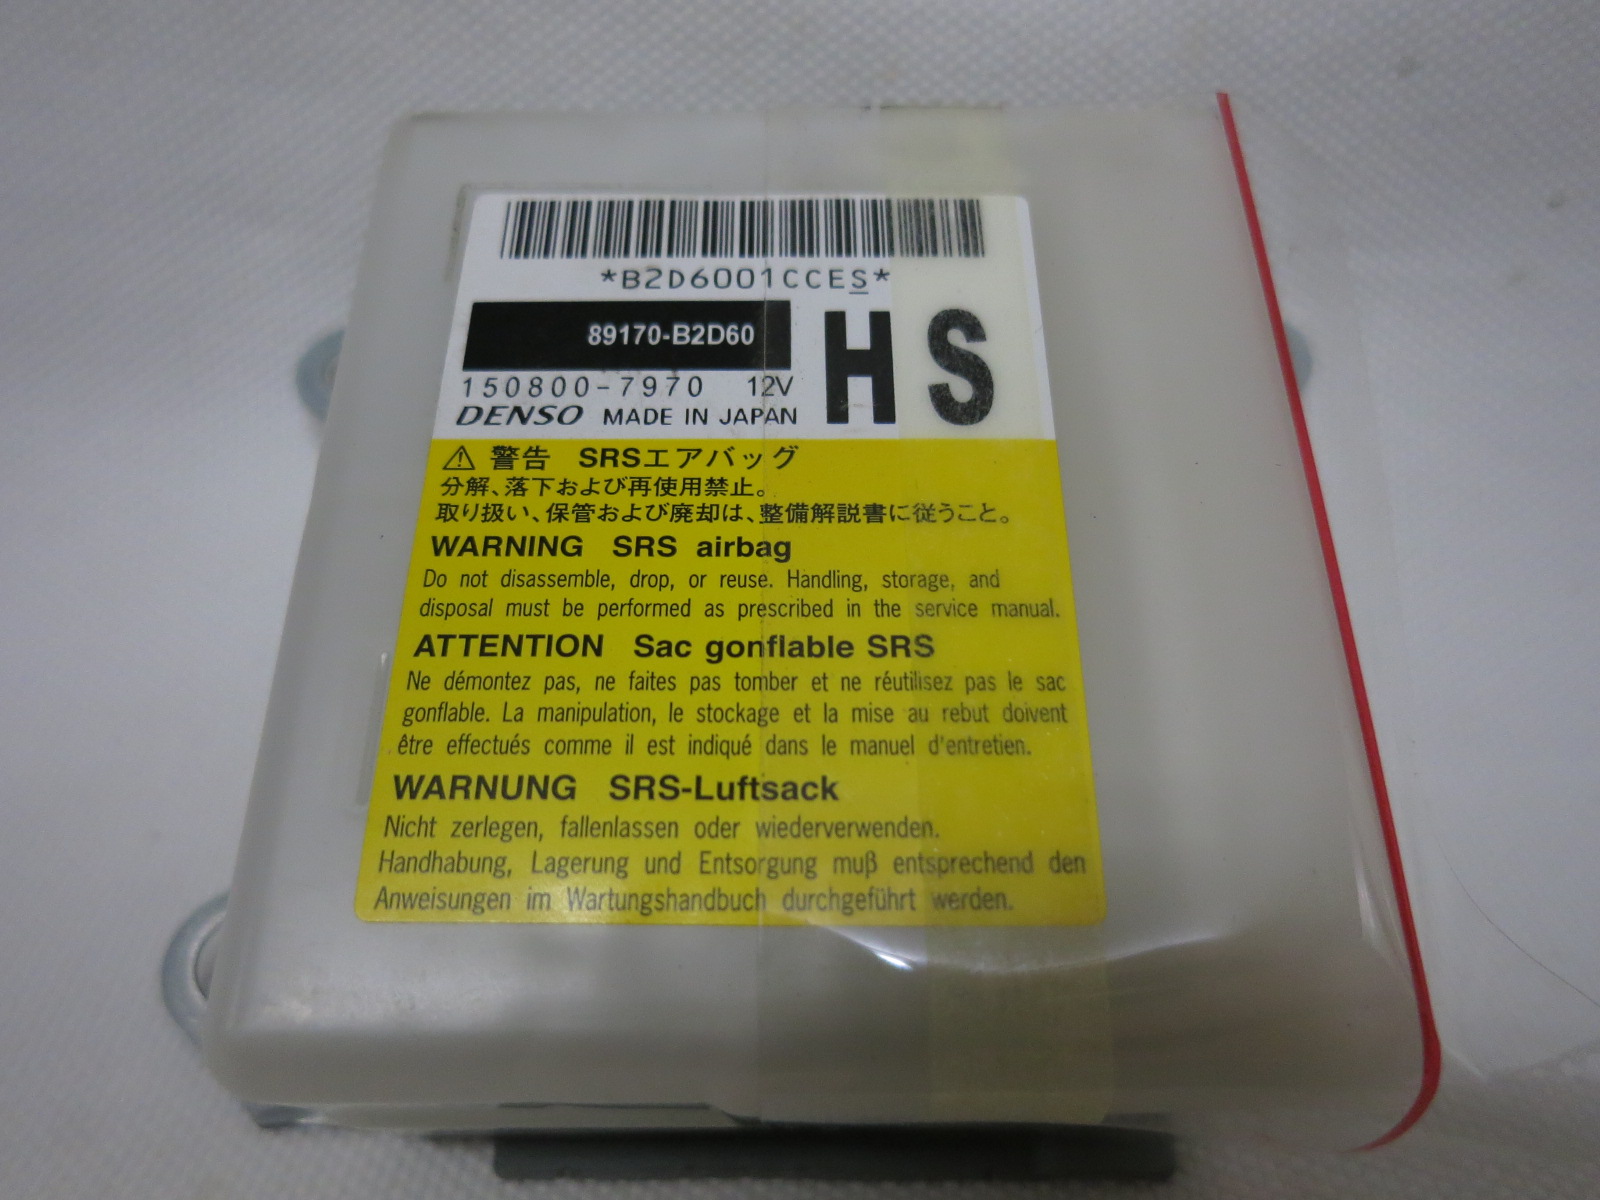 *B2D6001CCES*
89170-B2D60
H S
150800-7970 12V
DENSO MADE IN JAPAN
⚠ 警告 SRSエアバッグ
分解、落下および再使用禁止。
取り扱い、保管および廃却は、整備解説書に従うこと。
WARNING SRS airbag
Do not disassemble, drop, or reuse. Handling, storage, and
disposal must be performed as prescribed in the service manual.
ATTENTION Sac gonflable SRS
Ne démontez pas, ne faites pas tomber et ne réutilisez pas le sac
gonflable. La manipulation, le stockage et la mise au rebut doivent
être effectués comme il est indiqué dans le manuel d'entretien.
WARNUNG SRS-Luftsack
Nicht zerlegen, fallenlassen oder wiederverwenden.
Handhabung, Lagerung und Entsorgung muß entsprechend den
Anweisungen im Wartungshandbuch durchgeführt werden.